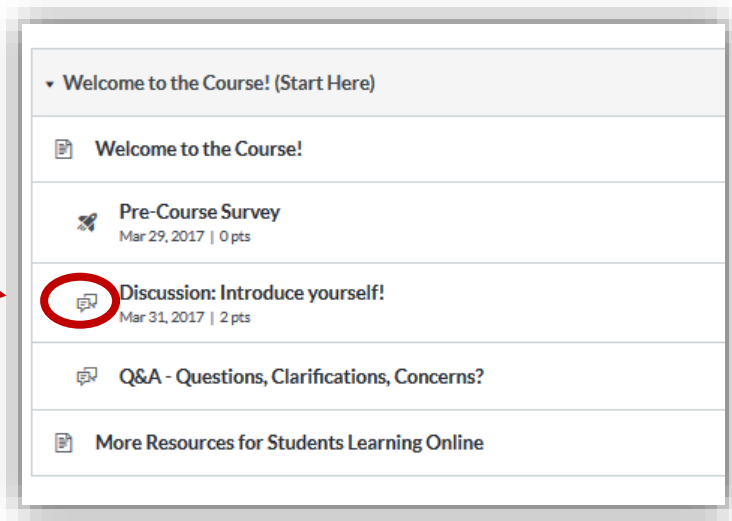 Welcome to the Course! (Start Here)
Welcome to the Course!
Pre-Course Survey
Mar 29, 2017 | 0 pts
Discussion: Introduce yourself!
Mar 31, 2017 | 2 pts
Q&A - Questions, Clarifications, Concerns?
More Resources for Students Learning Online